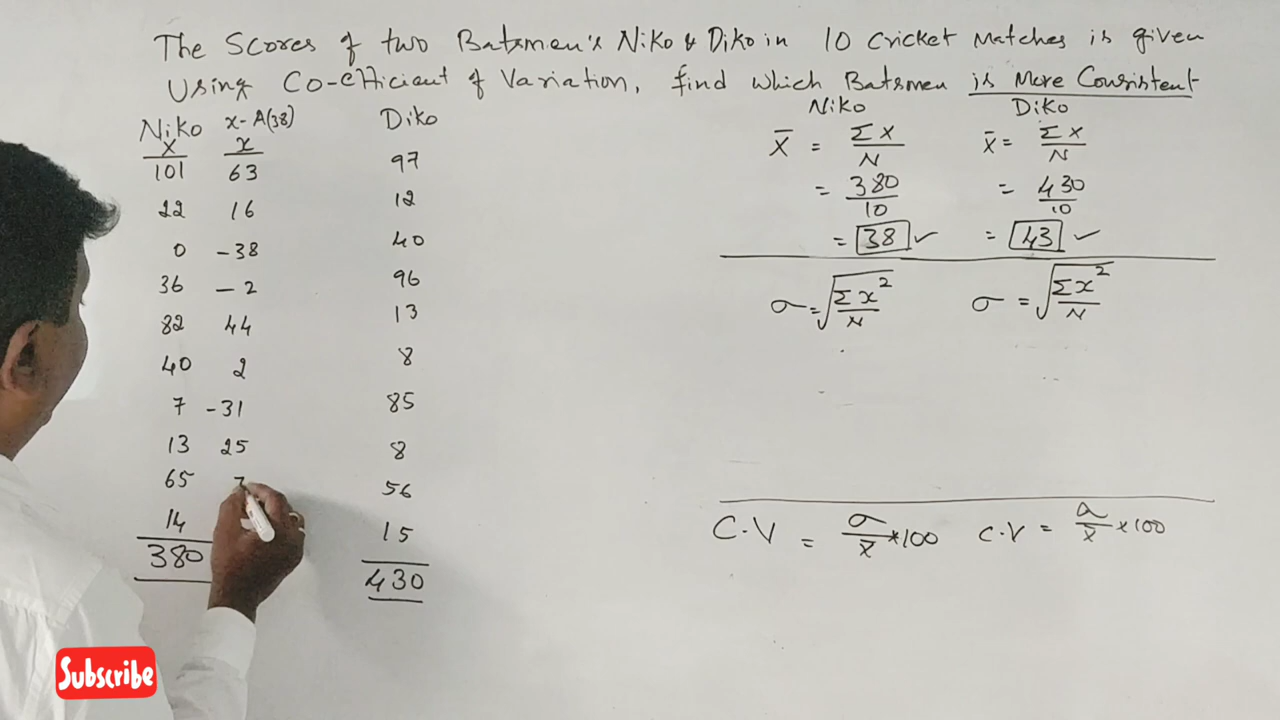 The Scores of two Batsmen's Niko & Diko in 10 Cricket Matches is given
Using Co-efficient of Variation, find which Batsmen is More Consistent
Niko x-A(38) Diko
X x
101 63 97
22 16 12
0 -38 40
36 -2 96
82 44 13
40 2 8
7 -31 85
13 25 8
65 56
14 15
380 430
Niko Diko
X̄ = ΣX/N x̄ = Σx/N
= 380/10 = 430/10
= 38 ✓ = 43 ✓
σ = √Σx²/N σ = √Σx²/N
C.V = σ/x̄ *100 C.V = σ/x̄ ×100
Subscribe